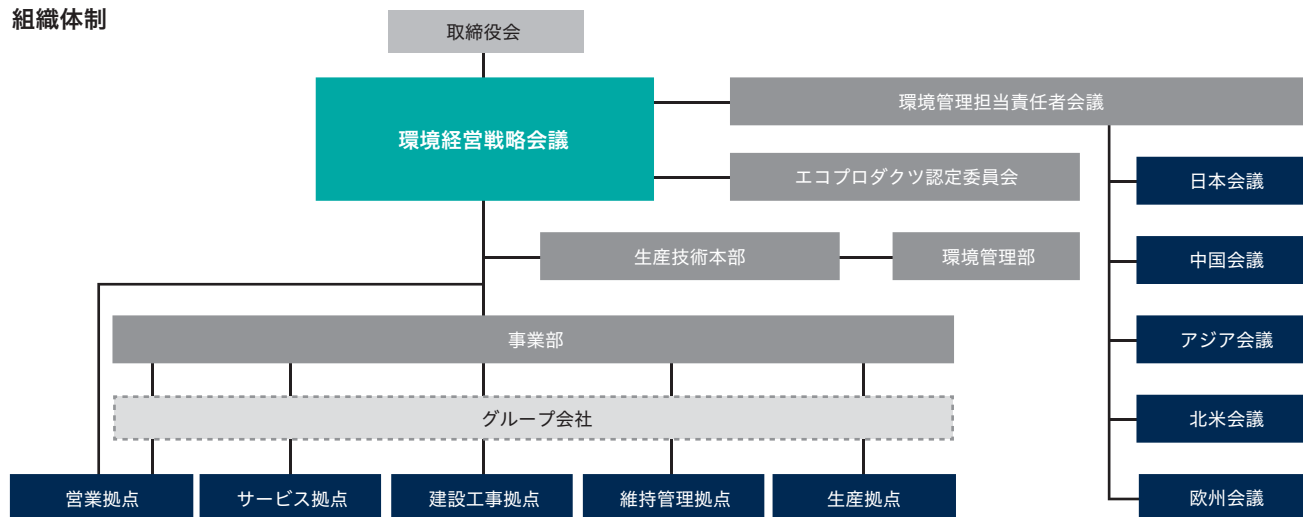 組織体制
取締役会
環境経営戦略会議
環境管理担当責任者会議
エコプロダクツ認定委員会
日本会議
生産技術本部
環境管理部
中国会議
事業部
アジア会議
グループ会社
北米会議
営業拠点
サービス拠点
建設工事拠点
維持管理拠点
生産拠点
欧州会議